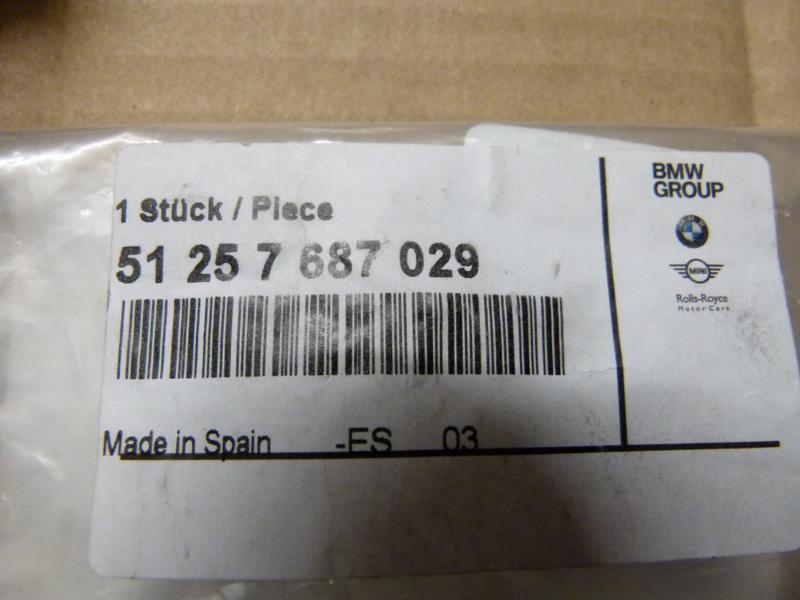 1 Stück / Piece
51 25 7 687 029
Made in Spain -ES 03
BMW
GROUP
MINI
Rolls-Royce
Motor Cars